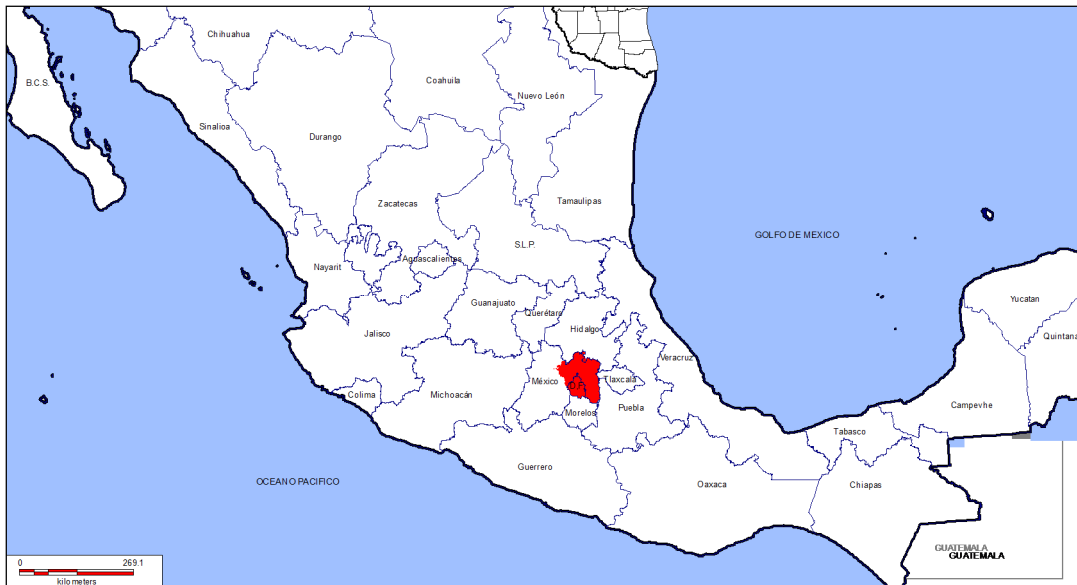 Chihuahua
Coahuila
B.C.S.
Nuevo León
Sinaloa
Durango
Zacatecas
Tamaulipas
GOLFO DE MEXICO
S.L.P.
Aguascalientes
Nayarit
Yucatan
Guanajuato
Querétaro
Hidalgo
Quintana
Jalisco
Veracruz
México
Tlaxcala
D.F.
Colima
Michoacán
Morelos
Puebla
Campevhe
Tabasco
Guerrero
OCEANO PACIFICO
Oaxaca
Chiapas
GUATEMALA
GUATEMALA
0 269.1
kilometers